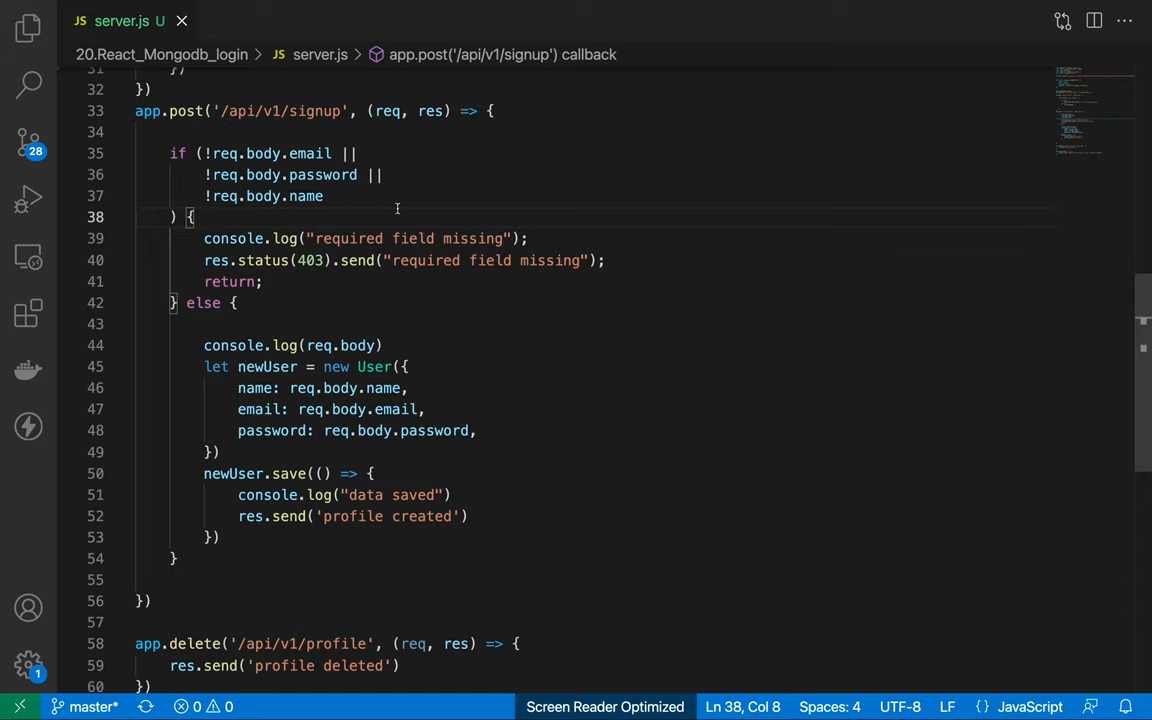 JS server.js U
20.React_Mongodb_login > JS server.js > app.post('/api/v1/signup') callback
31 })
32 })
33 app.post('/api/v1/signup', (req, res) => {
34
35 if (!req.body.email ||
36 !req.body.password ||
37 !req.body.name
38 ) {
39 console.log("required field missing");
40 res.status(403).send("required field missing");
41 return;
42 } else {
43
44 console.log(req.body)
45 let newUser = new User({
46 name: req.body.name,
47 email: req.body.email,
48 password: req.body.password,
49 })
50 newUser.save(() => {
51 console.log("data saved")
52 res.send('profile created')
53 })
54 }
55
56 })
57
58 app.delete('/api/v1/profile', (req, res) => {
59 res.send('profile deleted')
60 })
28
1
master* 0 0 Screen Reader Optimized Ln 38, Col 8 Spaces: 4 UTF-8 LF {} JavaScript